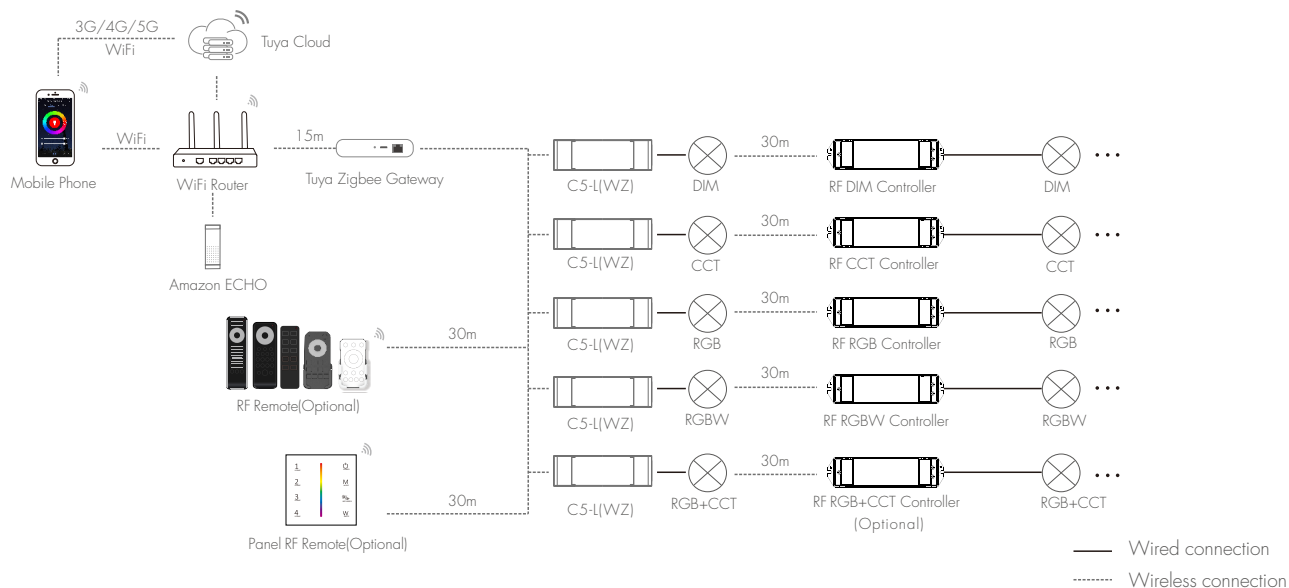 3G/4G/5G
WiFi
Tuya Cloud
WiFi
15m
Mobile Phone
WiFi Router
Tuya Zigbee Gateway
Amazon ECHO
C5-L(WZ)
DIM
30m
RF DIM Controller
DIM
...
C5-L(WZ)
CCT
30m
RF CCT Controller
CCT
...
C5-L(WZ)
RGB
30m
RF RGB Controller
RGB
...
C5-L(WZ)
RGBW
30m
RF RGBW Controller
RGBW
...
C5-L(WZ)
RGB+CCT
30m
RF RGB+CCT Controller
(Optional)
RGB+CCT
...
30m
RF Remote(Optional)
1
2
M
3
4
W
30m
Panel RF Remote(Optional)
Wired connection
Wireless connection